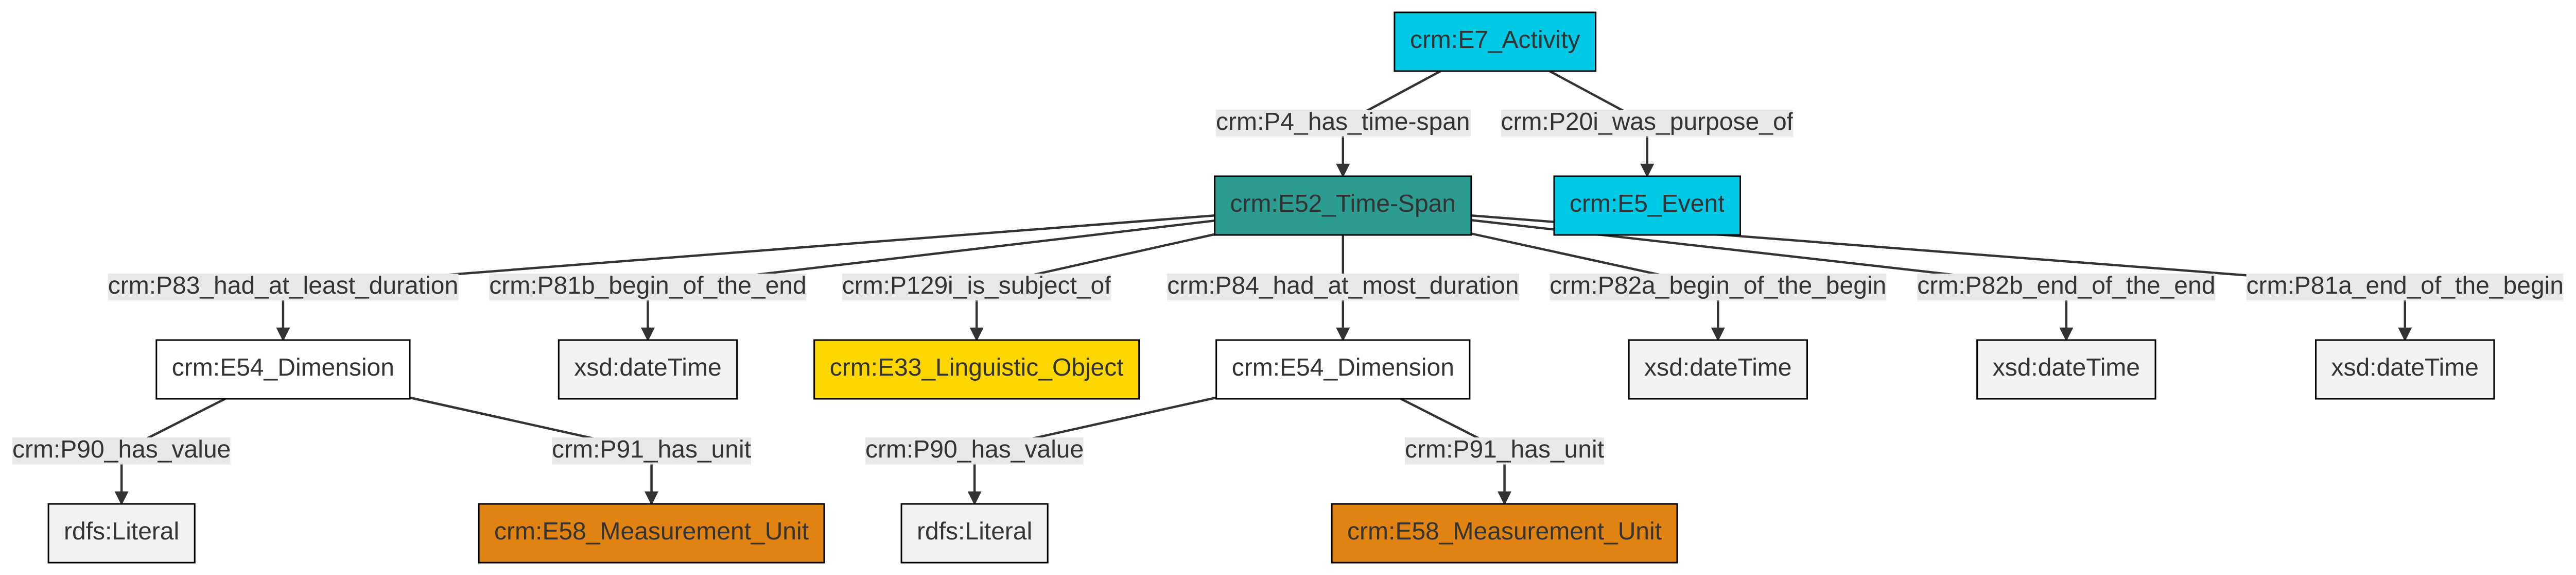 crm:E7_Activity
crm:P4_has_time-span
crm:P20i_was_purpose_of
crm:E52_Time-Span
crm:E5_Event
crm:P83_had_at_least_duration
crm:P81b_begin_of_the_end
crm:P129i_is_subject_of
crm:P84_had_at_most_duration
crm:P82a_begin_of_the_begin
crm:P82b_end_of_the_end
crm:P81a_end_of_the_begin
crm:E54_Dimension
xsd:dateTime
crm:E33_Linguistic_Object
crm:E54_Dimension
xsd:dateTime
xsd:dateTime
xsd:dateTime
crm:P90_has_value
crm:P91_has_unit
crm:P90_has_value
crm:P91_has_unit
rdfs:Literal
crm:E58_Measurement_Unit
rdfs:Literal
crm:E58_Measurement_Unit